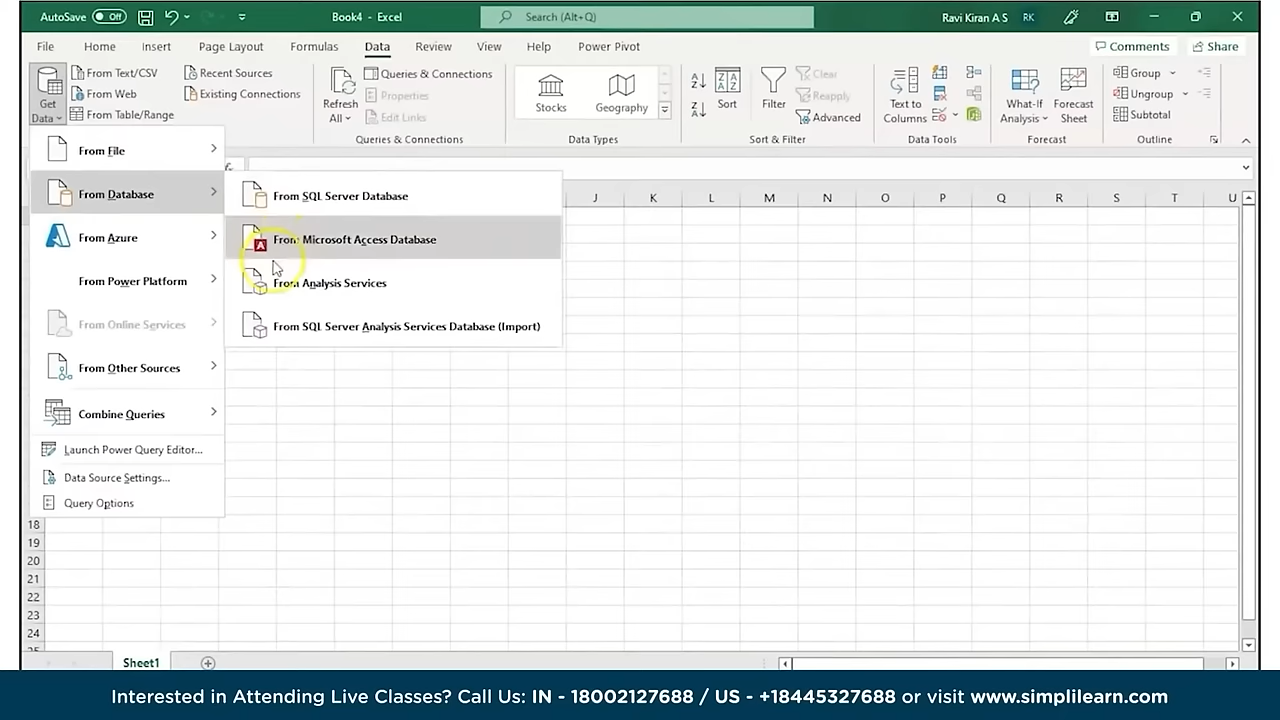 AutoSave Off
Book4 - Excel
Search (Alt+Q)
Ravi Kiran A S RK
File Home Insert Page Layout Formulas Data Review View Help Power Pivot
Comments Share
Get Data
From Text/CSV
From Web
From Table/Range
Recent Sources
Existing Connections
Refresh All
Queries & Connections
Properties
Edit Links
Queries & Connections
Stocks
Geography
Data Types
Sort
Filter
Clear
Reapply
Advanced
Sort & Filter
Text to Columns
Data Tools
What-If Analysis
Forecast Sheet
Forecast
Group
Ungroup
Subtotal
Outline
From File
From Database
From Azure
From Power Platform
From Online Services
From Other Sources
Combine Queries
Launch Power Query Editor...
Data Source Settings...
Query Options
From SQL Server Database
From Microsoft Access Database
From Analysis Services
From SQL Server Analysis Services Database (Import)
J K L M N O P Q R S T U
18
19
20
21
22
23
24
Sheet1
Interested in Attending Live Classes? Call Us: IN - 18002127688 / US - +18445327688 or visit www.simplilearn.com